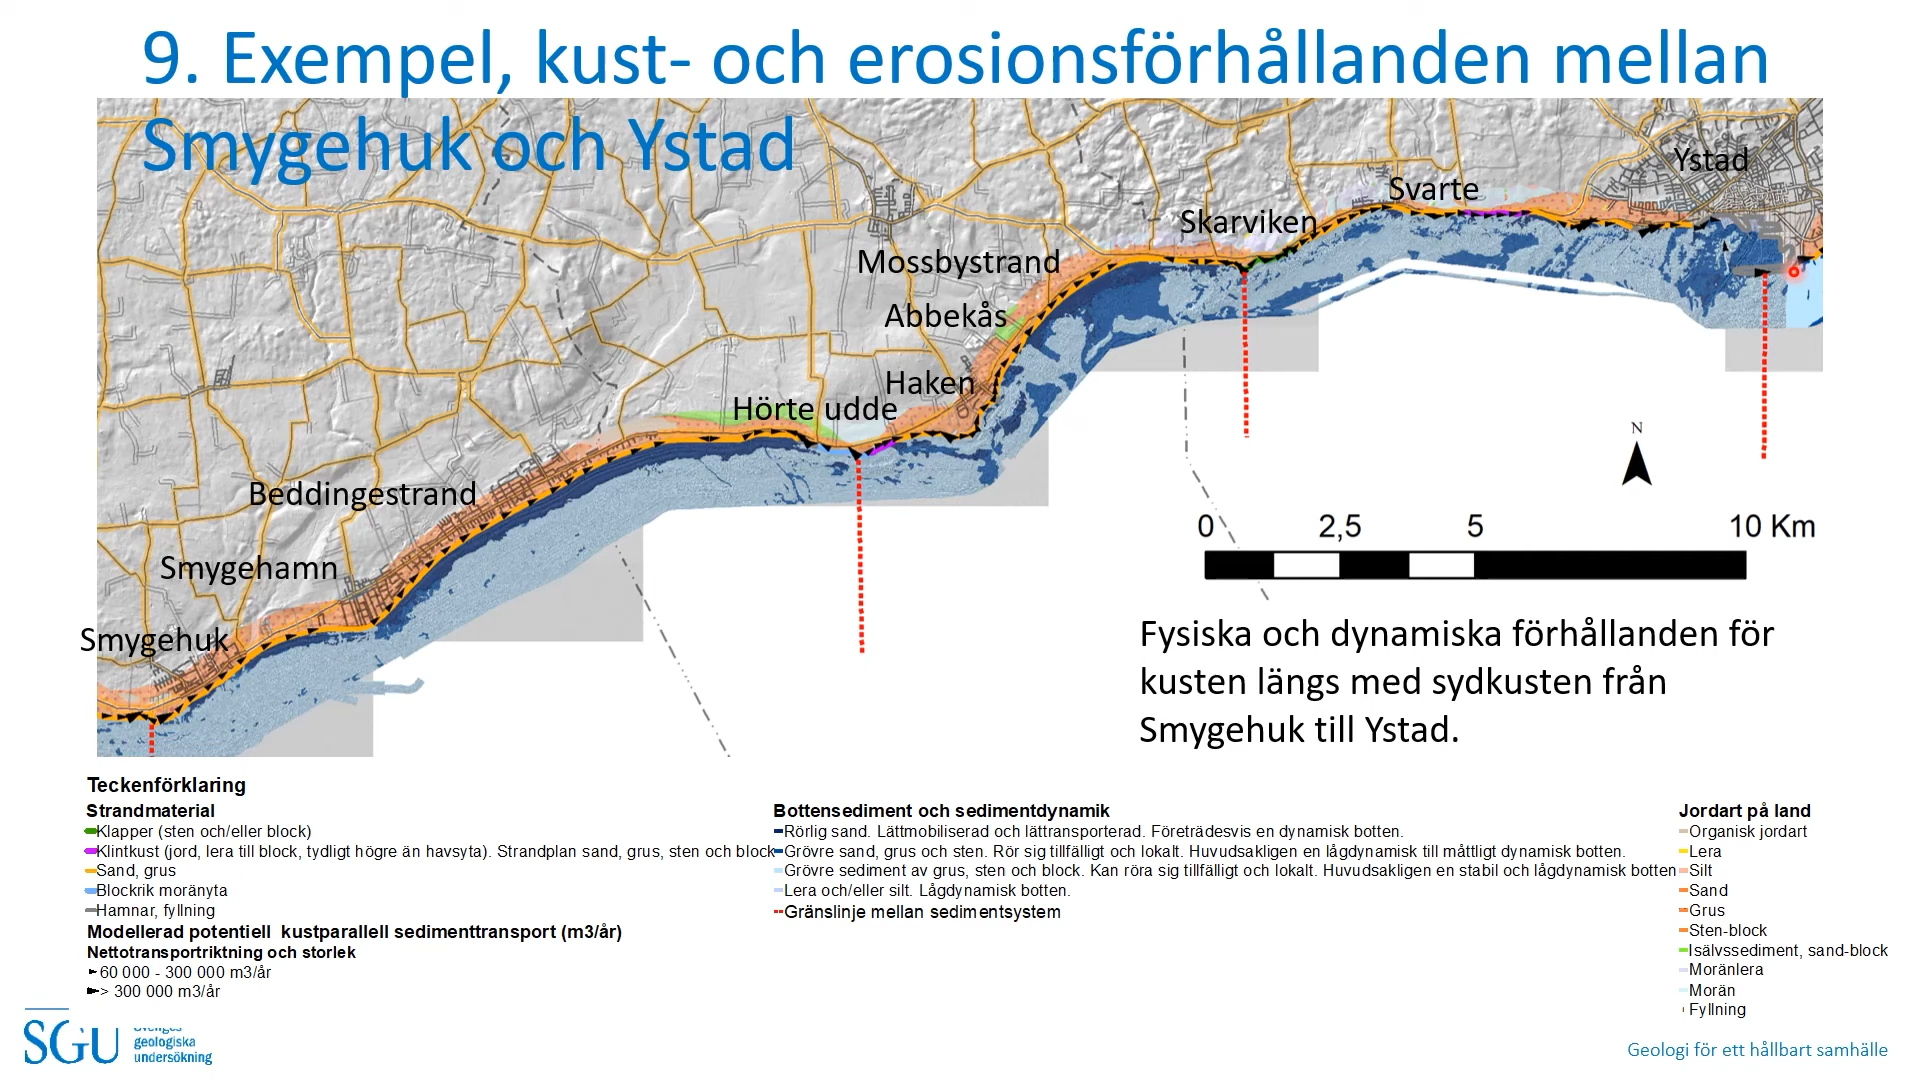 9. Exempel, kust- och erosionsförhållanden mellan
Smygehuk och Ystad
Ystad
Svarte
Skarviken
Mossbystrand
Abbekås
Haken
Hörte udde
Beddingestrand
Smygehamn
Smygehuk
N
0 2,5 5 10 Km
Fysiska och dynamiska förhållanden för
kusten längs med sydkusten från
Smygehuk till Ystad.
Teckenförklaring
Strandmaterial
Klapper (sten och/eller block)
Klintkust (jord, lera till block, tydligt högre än havsyta). Strandplan sand, grus, sten och block
Sand, grus
Blockrik moränyta
Hamnar, fyllning
Modellerad potentiell kustparallell sedimenttransport (m3/år)
Nettotransportriktning och storlek
60 000 - 300 000 m3/år
> 300 000 m3/år
Bottensediment och sedimentdynamik
Rörlig sand. Lättmobiliserad och lättransporterad. Företrädesvis en dynamisk botten.
Grövre sand, grus och sten. Rör sig tillfälligt och lokalt. Huvudsakligen en lågdynamisk till måttligt dynamisk botten.
Grövre sediment av grus, sten och block. Kan röra sig tillfälligt och lokalt. Huvudsakligen en stabil och lågdynamisk botten
Lera och/eller silt. Lågdynamisk botten.
Gränslinje mellan sedimentsystem
Jordart på land
Organisk jordart
Lera
Silt
Sand
Grus
Sten-block
Isälvssediment, sand-block
Moränlera
Morän
Fyllning
SGU
Sveriges
geologiska
undersökning
Geologi för ett hållbart samhälle